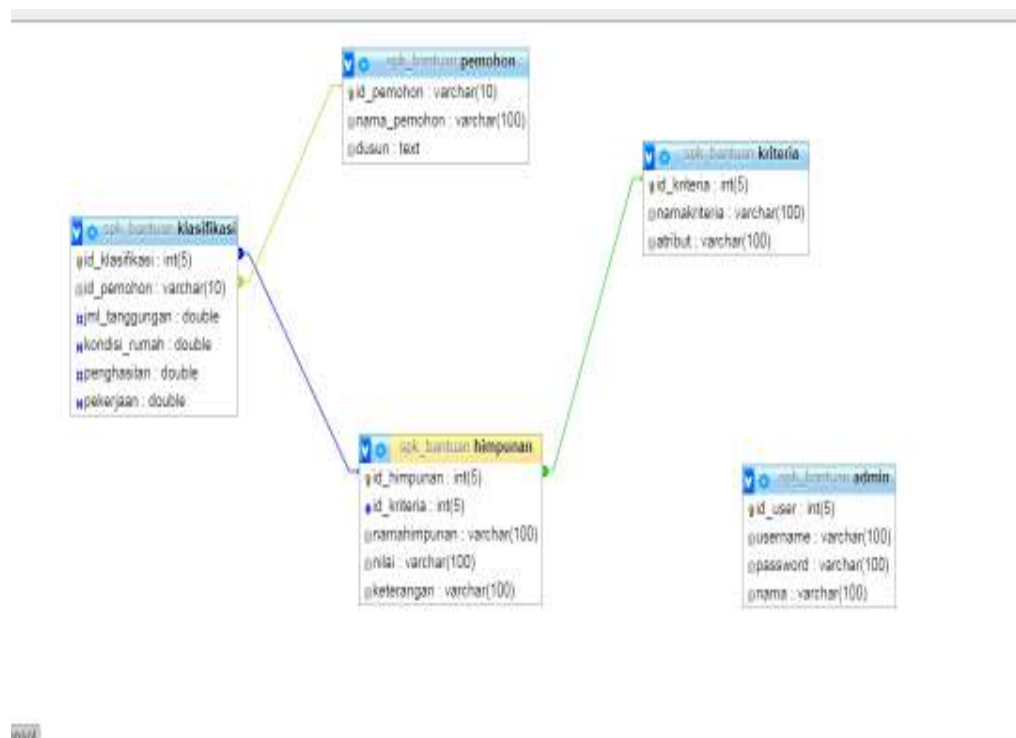 spk_bantuan pemohon
id_pemohon : varchar(10)
nama_pemohon : varchar(100)
dusun : text
spk_bantuan kriteria
id_kriteria : int(5)
namakriteria : varchar(100)
atribut : varchar(100)
spk_bantuan klasifikasi
id_klasifikasi : int(5)
id_pemohon : varchar(10)
jml_tanggungan : double
kondisi_rumah : double
penghasilan : double
pekerjaan : double
spk_bantuan himpunan
id_himpunan : int(5)
id_kriteria : int(5)
namahimpunan : varchar(100)
nilai : varchar(100)
keterangan : varchar(100)
spk_bantuan admin
id_user : int(5)
username : varchar(100)
password : varchar(100)
nama : varchar(100)